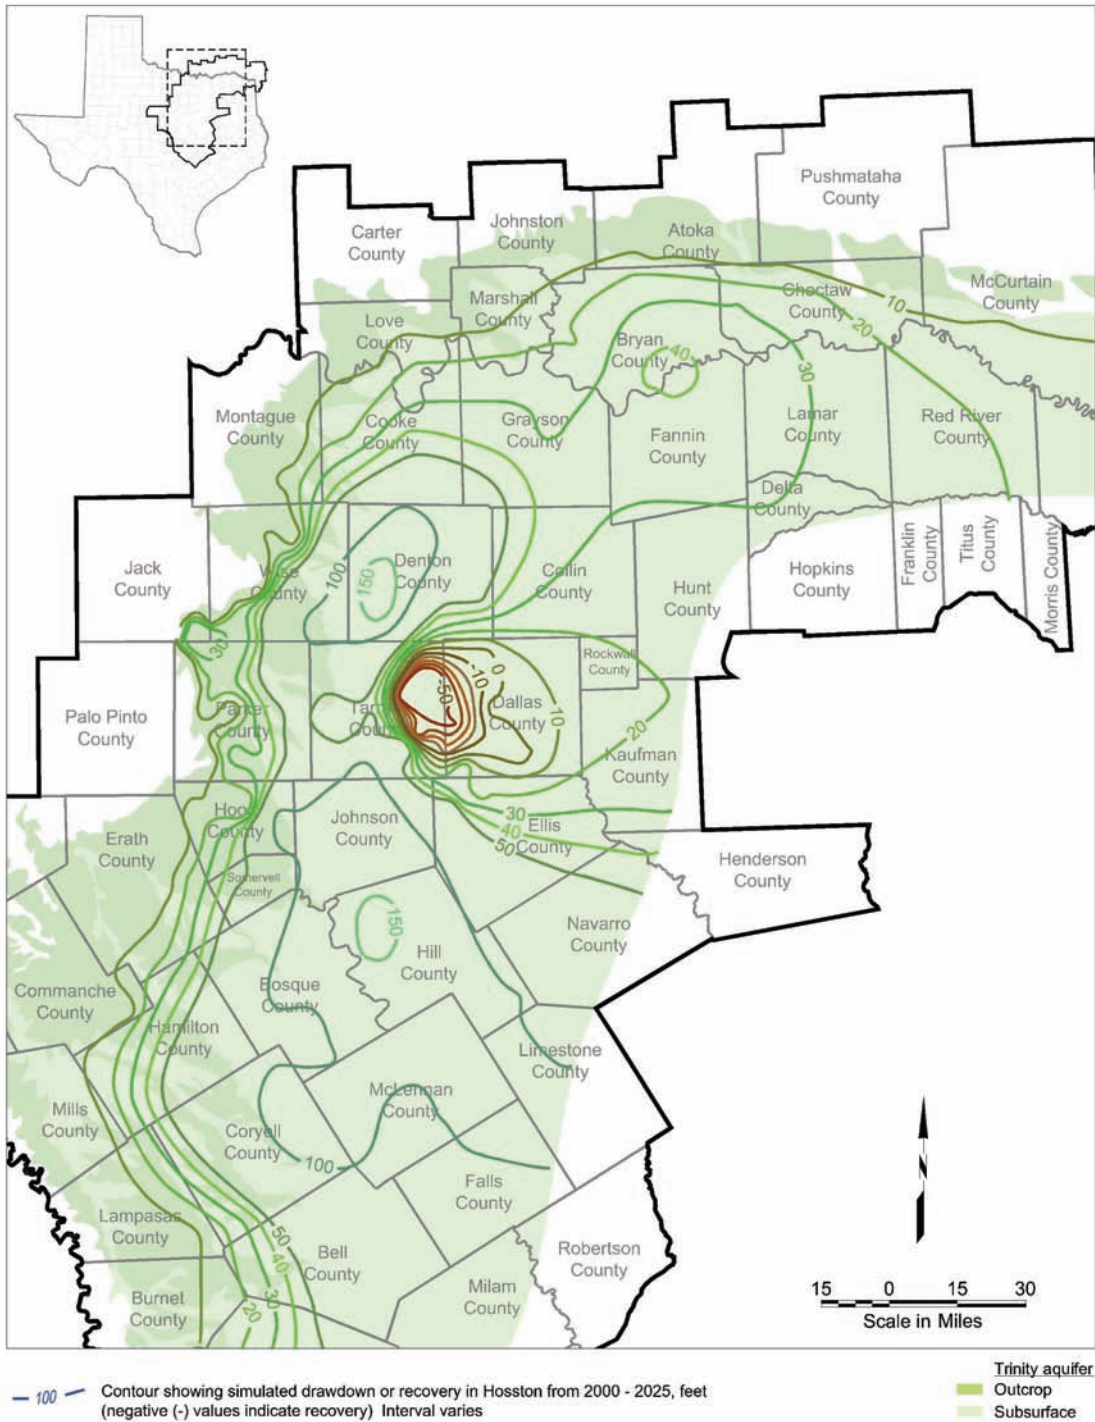 Pushmataha
County
Carter
County
Johnston
County
Atoka
County
McCurtain
County
Marshall
County
Choctaw
County
10
Love
County
20
Bryan
County
40
30
Montague
County
Cooke
County
Grayson
County
Fannin
County
Lamar
County
Red River
County
Delta
County
Jack
County
Wise
County
100
150
Denton
County
Collin
County
Hunt
County
Hopkins
County
Franklin
County
Titus
County
Morris County
30
Rockwall
County
0
-10
-50
Palo Pinto
County
Parker
County
Dallas
County
10
20
Kaufman
County
Erath
County
Hood
County
Johnson
County
30
40
50
Ellis
County
Somervell
County
Henderson
County
150
Hill
County
Navarro
County
Commanche
County
Bosque
County
Hamilton
County
Limestone
County
McLennan
County
Mills
County
Coryell
County
100
Falls
County
Lampasas
County
50
40
30
20
Bell
County
Robertson
County
Milam
County
Burnet
County
N
15 0 15 30
Scale in Miles
100 Contour showing simulated drawdown or recovery in Hosston from 2000 - 2025, feet
(negative (-) values indicate recovery) Interval varies
Trinity aquifer
Outcrop
Subsurface